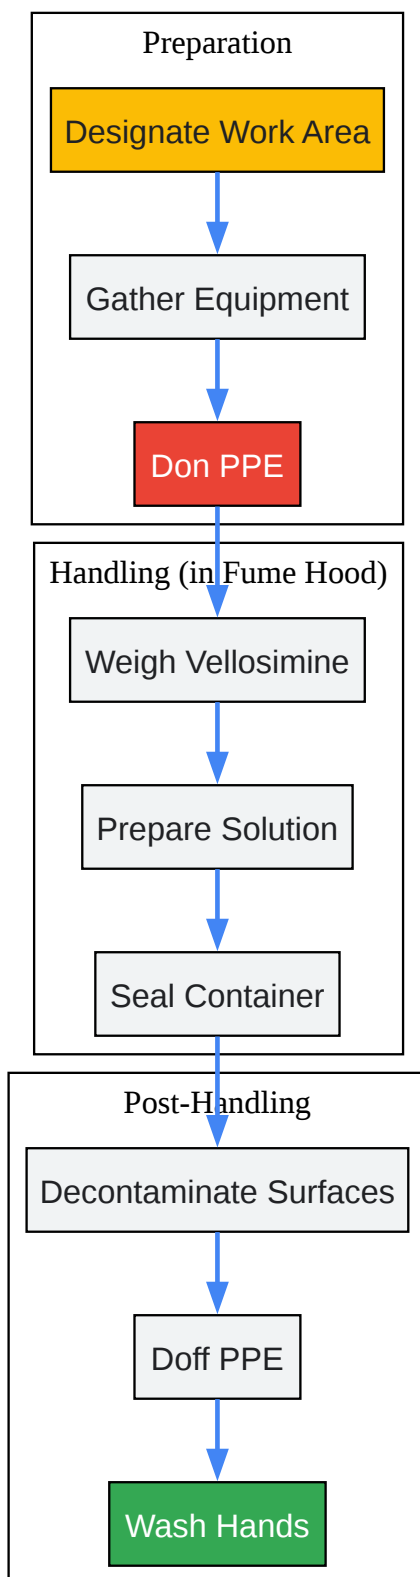 Preparation
Designate Work Area
Gather Equipment
Don PPE
Handling (in Fume Hood)
Weigh Vellosimine
Prepare Solution
Seal Container
Post-Handling
Decontaminate Surfaces
Doff PPE
Wash Hands